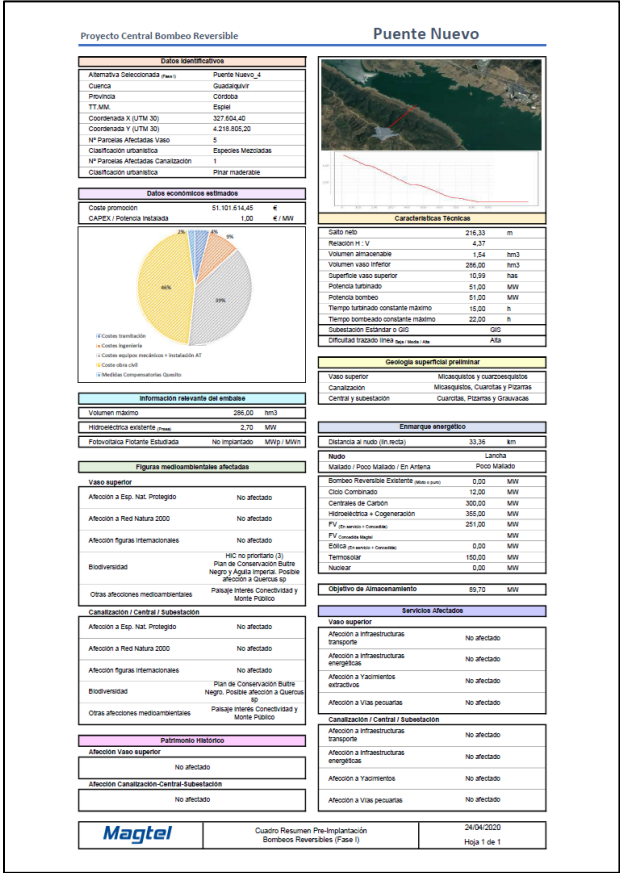 Proyecto Central Bombeo Reversible
Puente Nuevo
Datos Identificativos
Alternativa Seleccionada (Fase I) Puente Nuevo_4
Cuenca Guadalquivir
Provincia Córdoba
TT.MM. Espiel
Coordenada X (UTM 30) 327.604,40
Coordenada Y (UTM 30) 4.218.805,20
Nº Parcelas Afectadas Vaso 5
Clasificación urbanística Especies Mezcladas
Nº Parcelas Afectadas Canalización 1
Clasificación urbanística Pinar maderable
Datos económicos estimados
Coste promoción 51.101.614,45 €
CAPEX / Potencia Instalada 1,00 € / MW
2%
4%
9%
39%
46%
Costes tramitación
Costes ingeniería
Costes equipos mecánicos + Instalación AT
Coste obra civil
Medidas Compensatorias Quosito
Información relevante del embalse
Volumen máximo 286,00 hm3
Hidroeléctrica existente (Presa) 2,70 MW
Fotovoltaica Flotante Estudiada No implantado MWp / MWn
Figuras medioambientales afectadas
Vaso superior
Afección a Esp. Nat. Protegido No afectado
Afección a Red Natura 2000 No afectado
Afección figuras internacionales No afectado
Biodiversidad HIC no prioritario (3)
Plan de Conservación Buitre
Negro y Aguila Imperial. Posible
afección a Quercus sp
Otras afecciones medioambientales Paisaje Interés Conectividad y
Monte Público
Canalización / Central / Subestación
Afección a Esp. Nat. Protegido No afectado
Afección a Red Natura 2000 No afectado
Afección figuras internacionales No afectado
Biodiversidad Plan de Conservación Buitre
Negro. Posible afección a Quercus
sp
Otras afecciones medioambientales Paisaje Interés Conectividad y
Monte Público
Patrimonio Histórico
Afección Vaso superior
No afectado
Afección Canalización-Central-Subestación
No afectado
Características Técnicas
Salto neto 216,33 m
Relación H : V 4,37
Volumen almacenable 1,54 hm3
Volumen vaso inferior 286,00 hm3
Superficie vaso superior 10,99 has
Potencia turbinado 51,00 MW
Potencia bombeo 51,00 MW
Tiempo turbinado constante máximo 15,00 h
Tiempo bombeado constante máximo 22,00 h
Subestación Estándar o GIS GIS
Dificultad trazado línea Baja / Media / Alta Alta
Geología superficial preliminar
Vaso superior Micasquistos y cuarzoesquistos
Canalización Micasquistos, Cuarcitas y Pizarras
Central y subestación Cuarcitas, Pizarras y Grauvacas
Enmarque energético
Distancia al nudo (lin.recta) 33,36 km
Nudo Lancha
Mallado / Poco Mallado / En Antena Poco Mallado
Bombeo Reversible Existente (Mixto o puro) 0,00 MW
Ciclo Combinado 12,00 MW
Centrales de Carbón 300,00 MW
Hidroeléctrica + Cogeneración 355,00 MW
FV (En servicio + Concedida) 251,00 MW
FV Concedida Magtel MW
Eólica (En servicio + Concedida) 0,00 MW
Termosolar 150,00 MW
Nuclear 0,00 MW
Objetivo de Almacenamiento 89,70 MW
Servicios Afectados
Vaso superior
Afección a Infraestructuras
transporte No afectado
Afección a Infraestructuras
energéticas No afectado
Afección a Yacimientos
extractivos No afectado
Afección a Vías pecuarias No afectado
Canalización / Central / Subestación
Afección a Infraestructuras
transporte No afectado
Afección a Infraestructuras
energéticas No afectado
Afección a Yacimientos No afectado
Afección a Vías pecuarias No afectado
Magtel
Cuadro Resumen Pre-Implantación
Bombeos Reversibles (Fase I)
24/04/2020
Hoja 1 de 1